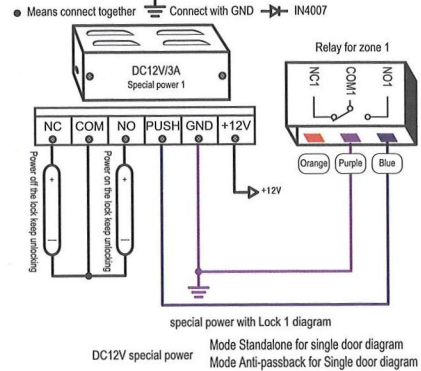 Means connect together
Connect with GND
IN4007
Relay for zone 1
DC12V/3A
Special power 1
NC1
COM1
NO1
NC
COM
NO
PUSH
GND
+12V
Orange
Purple
Blue
Power off the lock keep unlocking
+
—
Power on the lock keep unlocking
+
—
+12V
special power with Lock 1 diagram
DC12V special power
Mode Standalone for single door diagram
Mode Anti-passback for Single door diagram